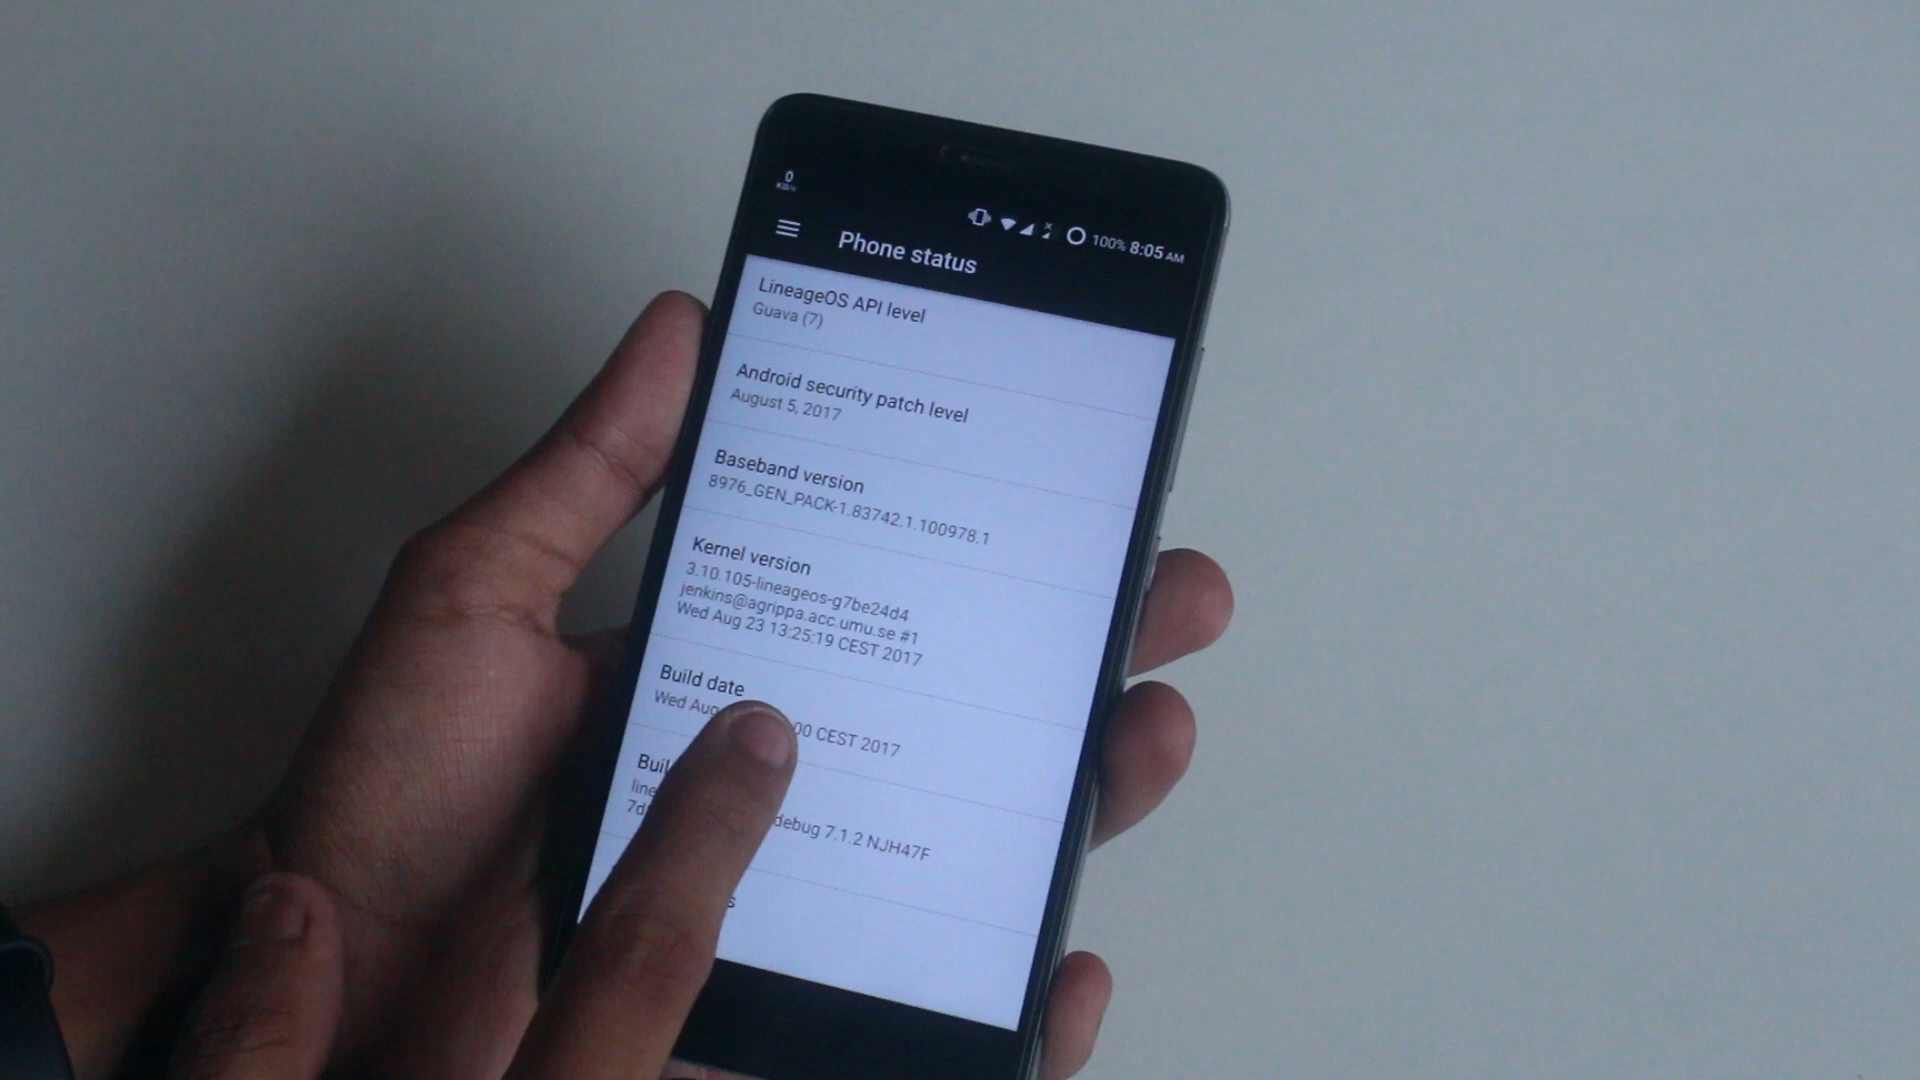 0
KB/s
100% 8:05 AM
Phone status
LineageOS API level
Guava (7)
Android security patch level
August 5, 2017
Baseband version
8976_GEN_PACK-1.83742.1.100978.1
Kernel version
3.10.105-lineageos-g7be24d4
jenkins@agrippa.acc.umu.se #1
Wed Aug 23 13:25:19 CEST 2017
Build date
Wed Aug 00 CEST 2017
debug 7.1.2 NJH47F